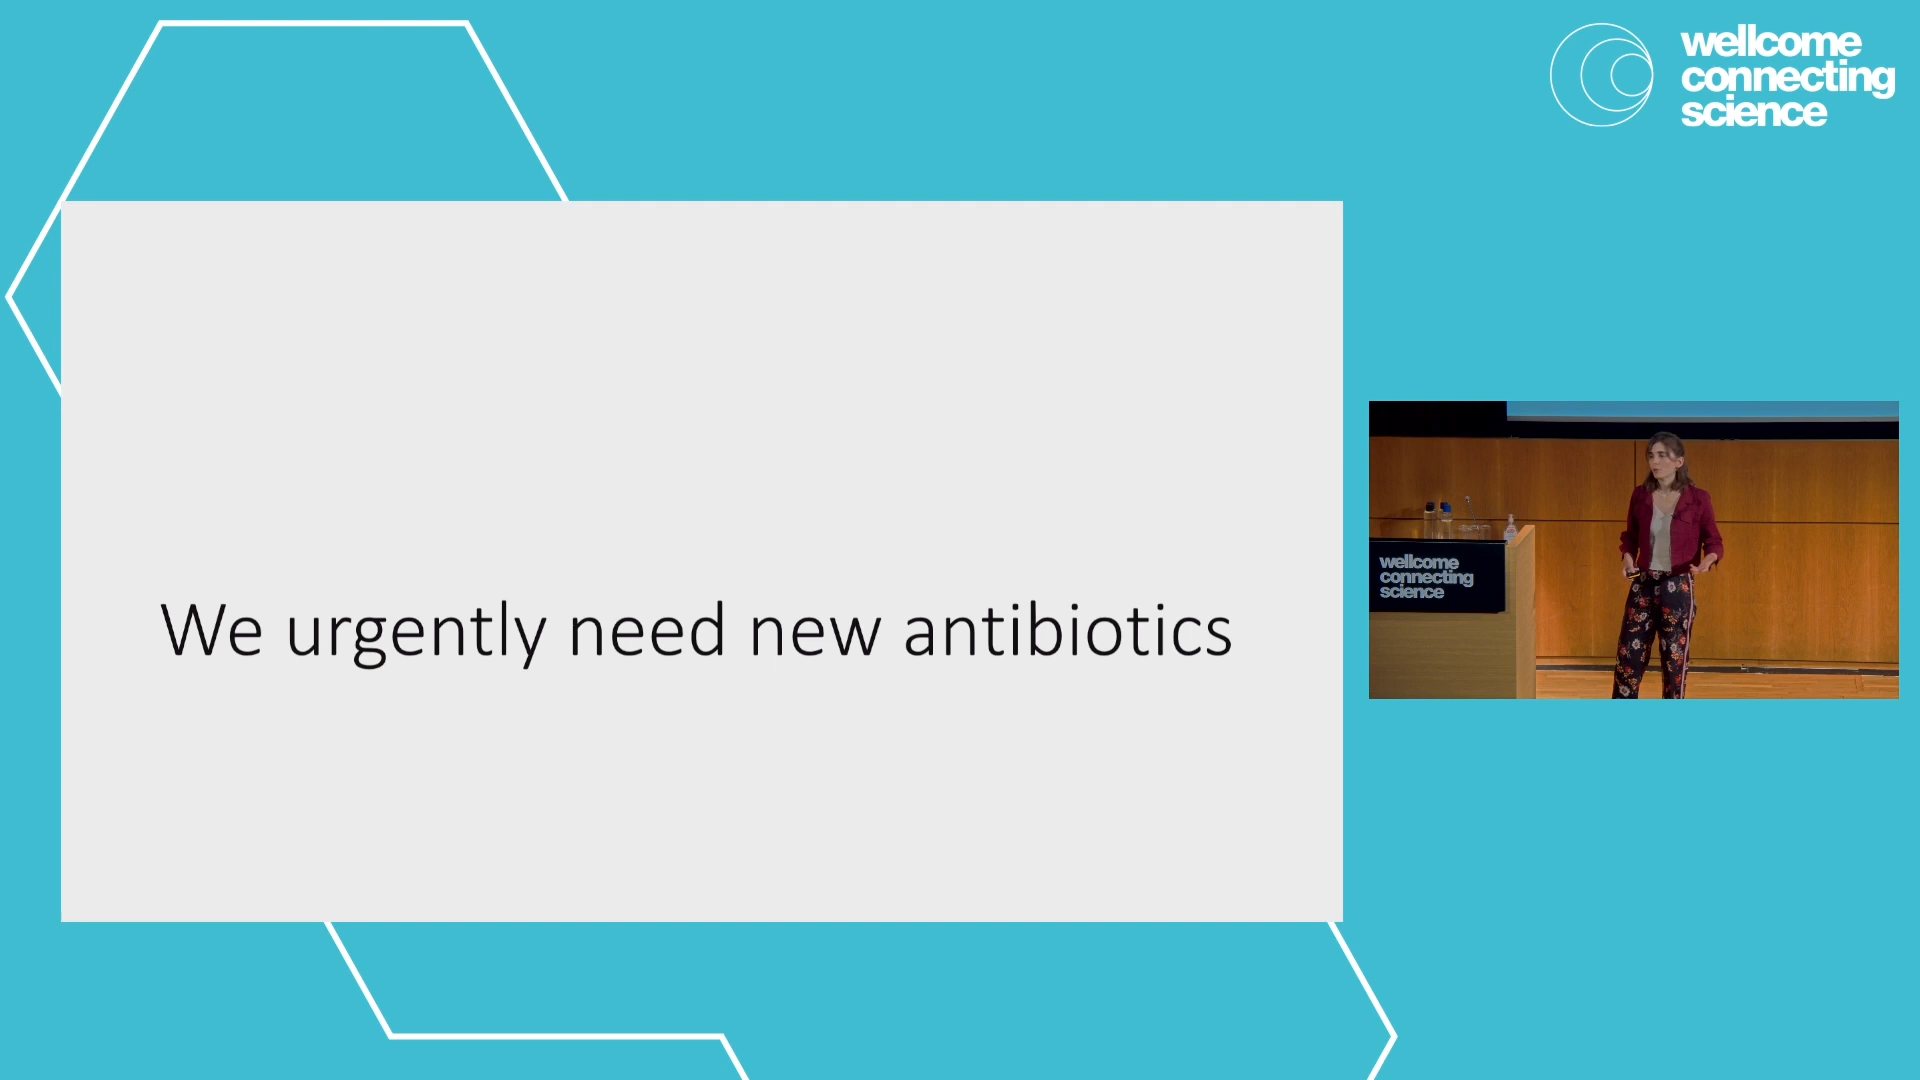 wellcome
connecting
science
We urgently need new antibiotics
wellcome
connecting
science